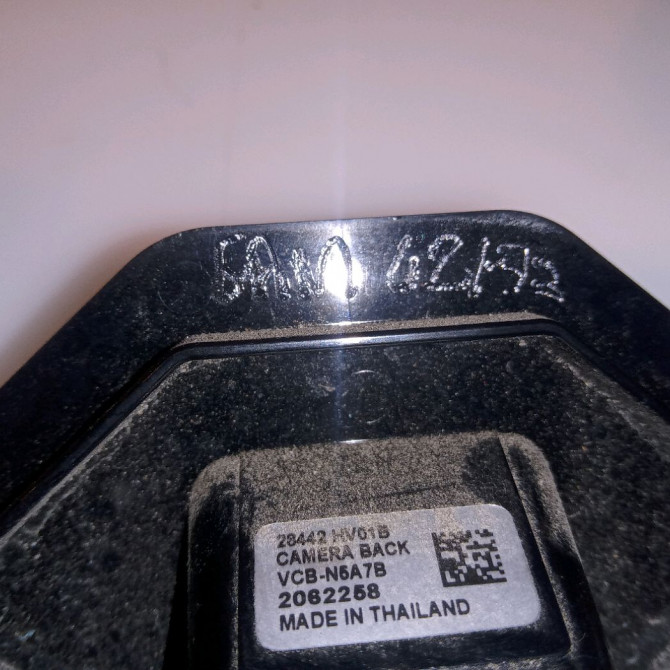 28442 HV01B
CAMERA BACK
VCB-N5A7B
2062258
MADE IN THAILAND